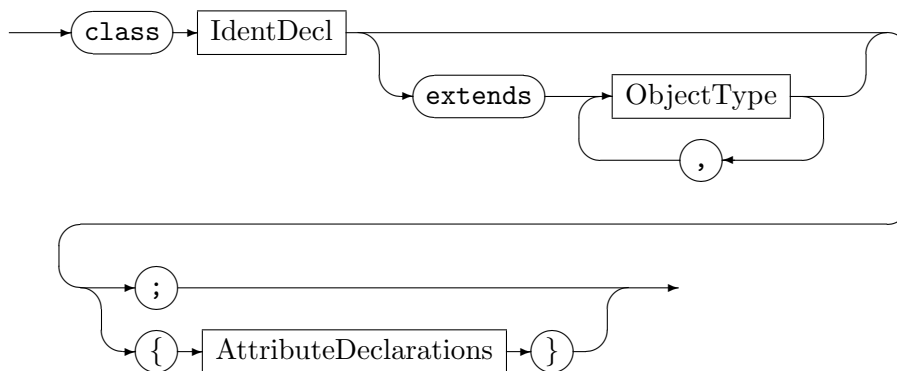 class IdentDecl
extends ObjectType
,
;
{ AttributeDeclarations }